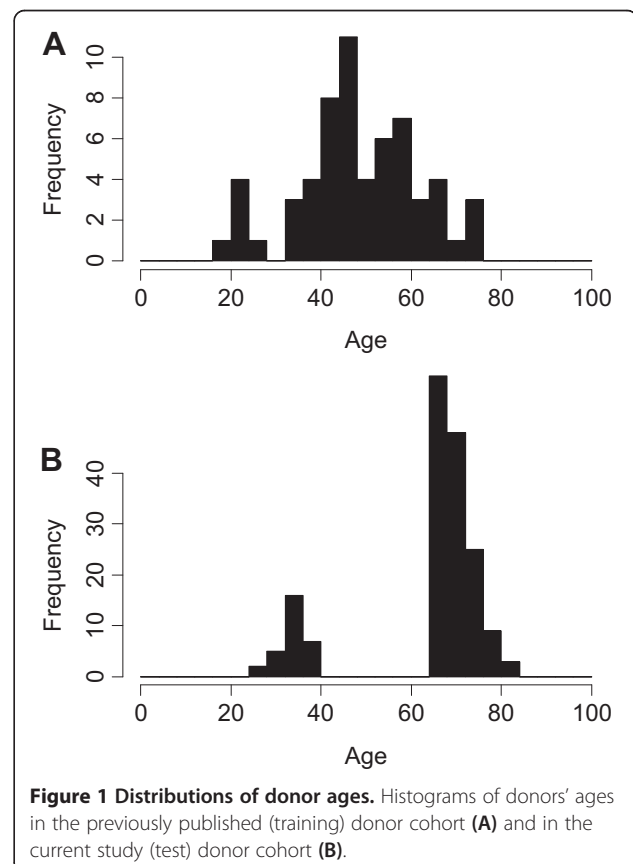 A
Frequency
0 2 4 6 8 10
0 20 40 60 80 100
Age
B
Frequency
0 10 20 30 40
0 20 40 60 80 100
Age
Figure 1 Distributions of donor ages. Histograms of donors’ ages
in the previously published (training) donor cohort (A) and in the
current study (test) donor cohort (B).